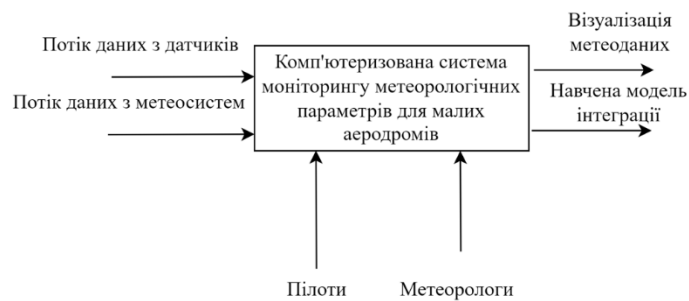 Потік даних з датчиків
Потік даних з метеосистем
Комп'ютеризована система
моніторингу метеорологічних
параметрів для малих
аеродромів
Візуалізація
метеоданих
Навчена модель
інтеграції
Пілоти
Метеорологи